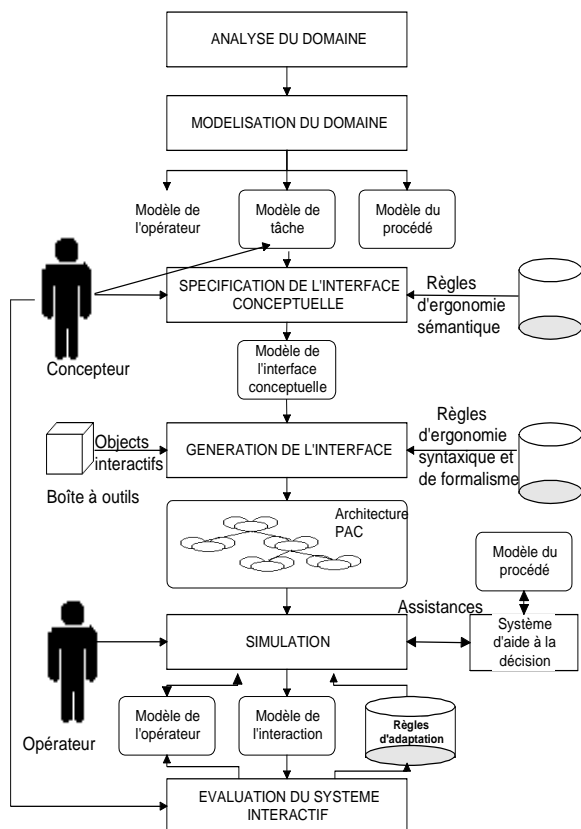 ANALYSE DU DOMAINE
MODELISATION DU DOMAINE
Modèle de
l'opérateur
Modèle de
tâche
Modèle du
procédé
SPECIFICATION DE L'INTERFACE
CONCEPTUELLE
Règles
d'ergonomie
sémantique
Concepteur
Modèle de
l'interface
conceptuelle
Objects
interactifs
Boîte à outils
GENERATION DE L'INTERFACE
Règles
d'ergonomie
syntaxique et
de formalisme
Architecture
PAC
Modèle du
procédé
Assistances
SIMULATION
Système
d'aide à la
décision
Opérateur
Modèle de
l'opérateur
Modèle de
l'interaction
Règles
d'adaptation
EVALUATION DU SYSTEME
INTERACTIF